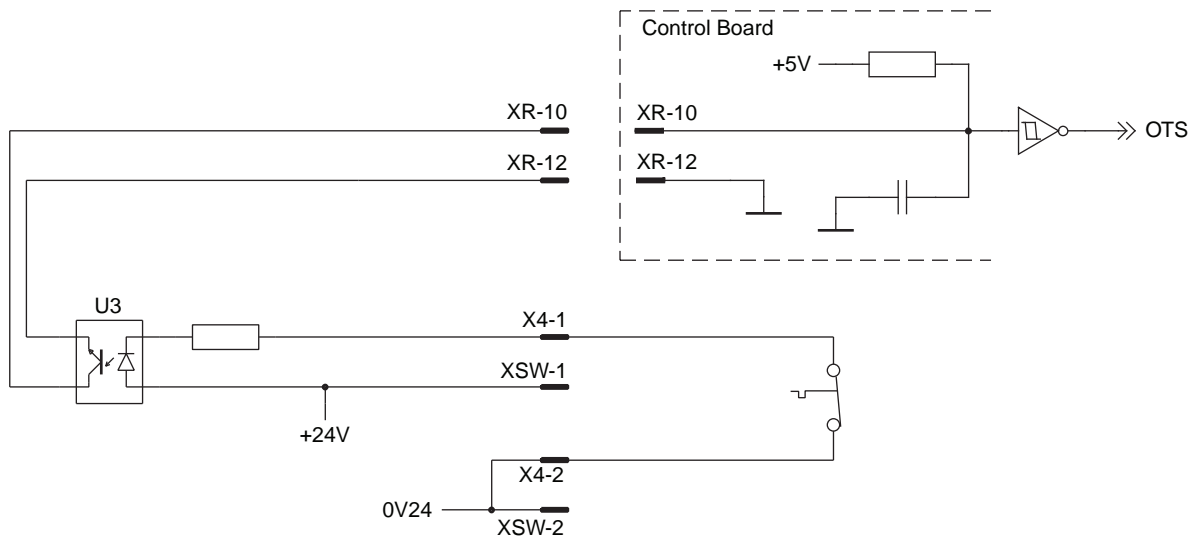 Control Board
+5V
XR-10
XR-10
OTS
XR-12
XR-12
U3
X4-1
XSW-1
+24V
X4-2
0V24
XSW-2